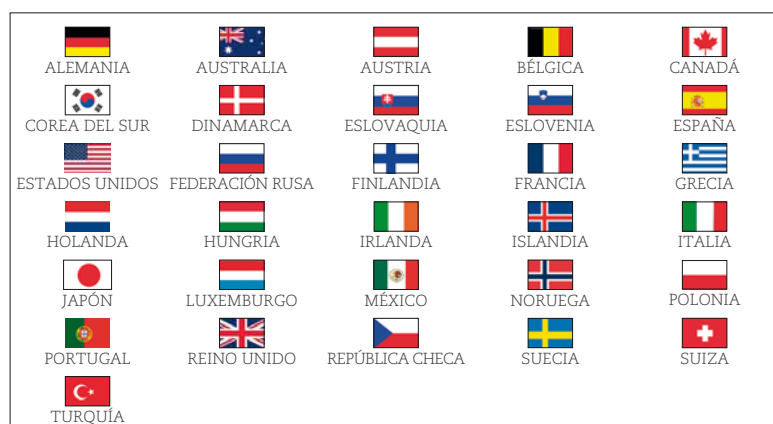 ALEMANIA AUSTRALIA AUSTRIA BÉLGICA CANADÁ
COREA DEL SUR DINAMARCA ESLOVAQUIA ESLOVENIA ESPAÑA
ESTADOS UNIDOS FEDERACIÓN RUSA FINLANDIA FRANCIA GRECIA
HOLANDA HUNGRIA IRLANDA ISLANDIA ITALIA
JAPÓN LUXEMBURGO MÉXICO NORUEGA POLONIA
PORTUGAL REINO UNIDO REPÚBLICA CHECA SUECIA SUIZA
TURQUÍA